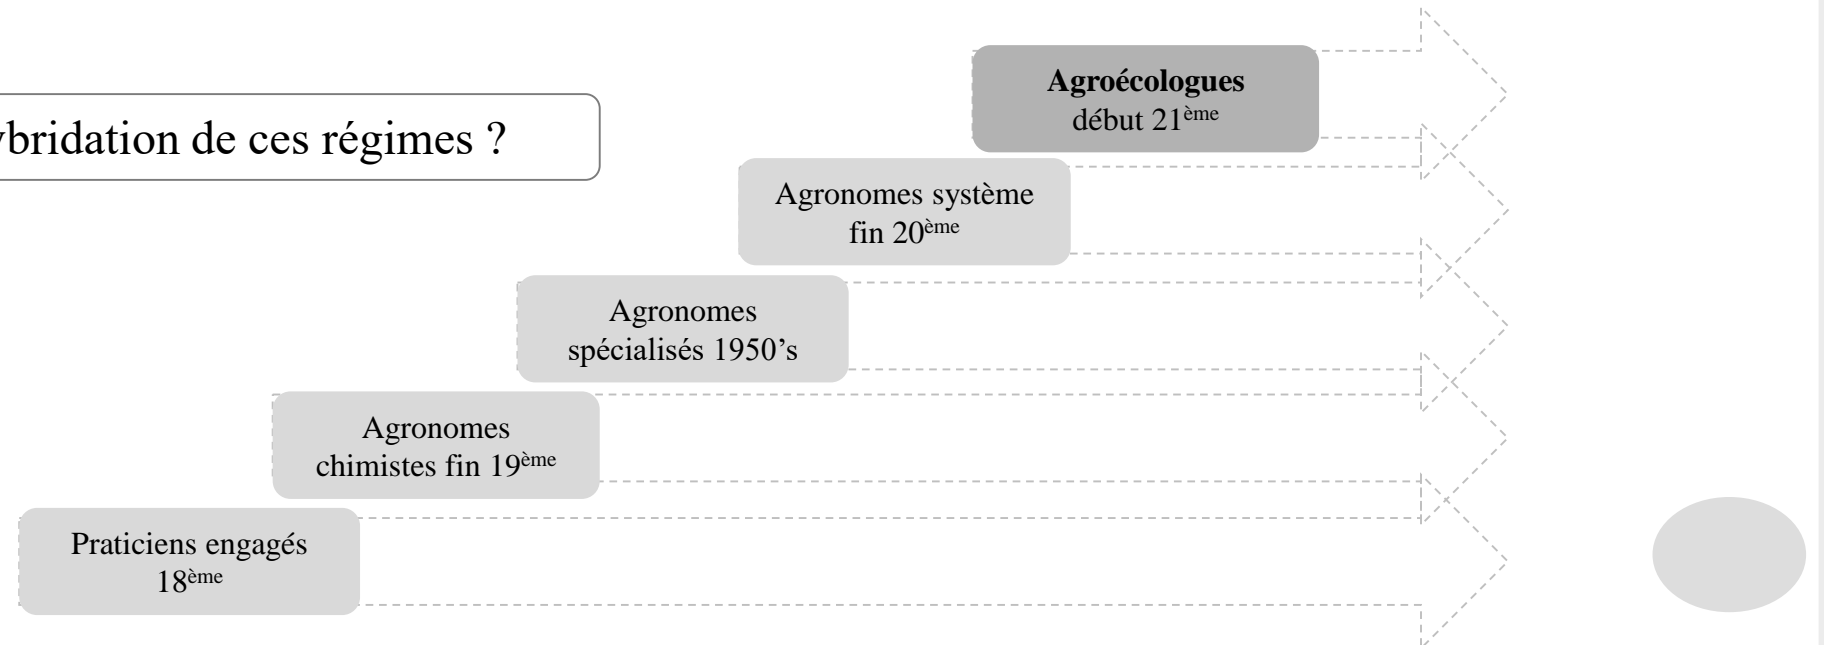 Agroécologues
début 21ème
bridation de ces régimes ?
Agronomes système
fin 20ème
Agronomes
spécialisés 1950’s
Agronomes
chimistes fin 19ème
Praticiens engagés
18ème